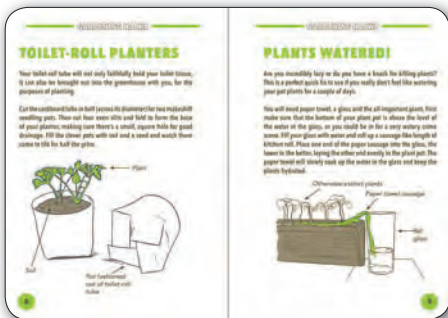 GARDENING HACKS
TOILET-ROLL PLANTERS
Your toilet roll tube will not only faithfully hold your toilet tissue,
it can also be brought out into the greenhouse with you, for the
purposes of planting.
Cut the cardboard tube in half (across its diameter) for two makeshift
seedling pots. Then cut four even slits and fold to form the base
of your planter, making sure there's a small, square hole for good
drainage. Fill the clever pots with soil and a seed and watch them
come to life
Plant
Soil
Pot fashioned
out of toilet roll
tube
GARDENING HACKS
PLANTS WATERED!
Are you incredibly lazy or do you have a knack for killing plants?
This is a perfect quick fix to use if you really don't feel like watering
your pot plants for a couple of days.
You will need paper towel, a glass and the all-important plant. First
make sure that the bottom of your plant pot is above the level of
the water in the glass, or you could be in for a very watery
scene. Fill your glass with water and roll up a sausage-like length of
kitchen roll. Place one end of the paper sausage into the glass, the
lower is the better, laying the other end evenly in the plant pot. The
paper towel will slowly soak up the water in the glass and keep the
plants hydrated.
Otherwise extinct plants
Paper towel sausage
glass